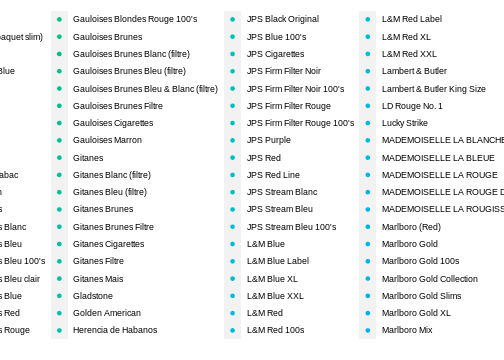 paquet slim)
Blue
abac
n
s
s Blanc
s Bleu
s Bleu 100's
s Bleu clair
s Blue
s Red
s Rouge
Gauloises Blondes Rouge 100's
Gauloises Brunes
Gauloises Brunes Blanc (filtre)
Gauloises Brunes Bleu (filtre)
Gauloises Brunes Bleu & Blanc (filtre)
Gauloises Brunes Filtre
Gauloises Cigarettes
Gauloises Marron
Gitanes
Gitanes Blanc (filtre)
Gitanes Bleu (filtre)
Gitanes Brunes
Gitanes Brunes Filtre
Gitanes Cigarettes
Gitanes Filtre
Gitanes Mais
Gladstone
Golden American
Herencia de Habanos
JPS Black Original
JPS Blue 100's
JPS Cigarettes
JPS Firm Filter Noir
JPS Firm Filter Noir 100's
JPS Firm Filter Rouge
JPS Firm Filter Rouge 100's
JPS Purple
JPS Red
JPS Red Line
JPS Stream Blanc
JPS Stream Bleu
JPS Stream Bleu 100's
L&M Blue
L&M Blue Label
L&M Blue XL
L&M Blue XXL
L&M Red
L&M Red 100s
L&M Red Label
L&M Red XL
L&M Red XXL
Lambert & Butler
Lambert & Butler King Size
LD Rouge No. 1
Lucky Strike
MADEMOISELLE LA BLANCHE
MADEMOISELLE LA BLEUE
MADEMOISELLE LA ROUGE
MADEMOISELLE LA ROUGE D
MADEMOISELLE LA ROUGISS
Marlboro (Red)
Marlboro Gold
Marlboro Gold 100s
Marlboro Gold Collection
Marlboro Gold Slims
Marlboro Gold XL
Marlboro Mix